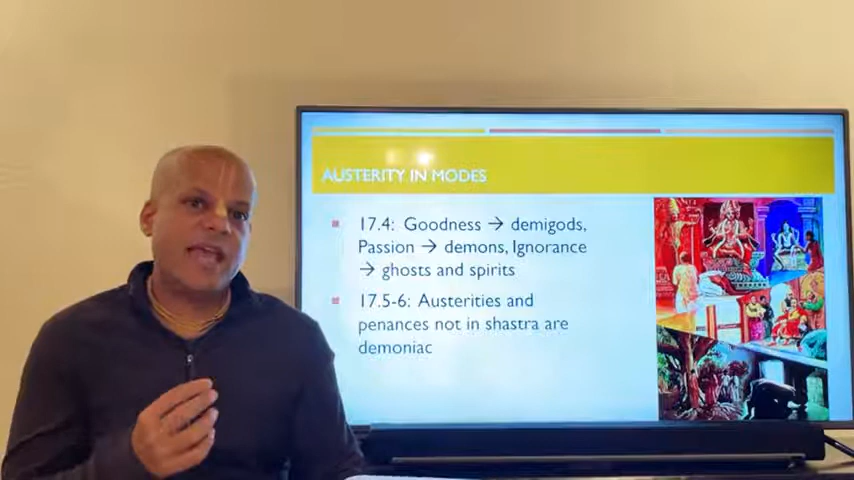 AUSTERITY IN MODES
17.4: Goodness → demigods,
Passion → demons, Ignorance
→ ghosts and spirits
17.5-6: Austerities and
penances not in shastra are
demoniac